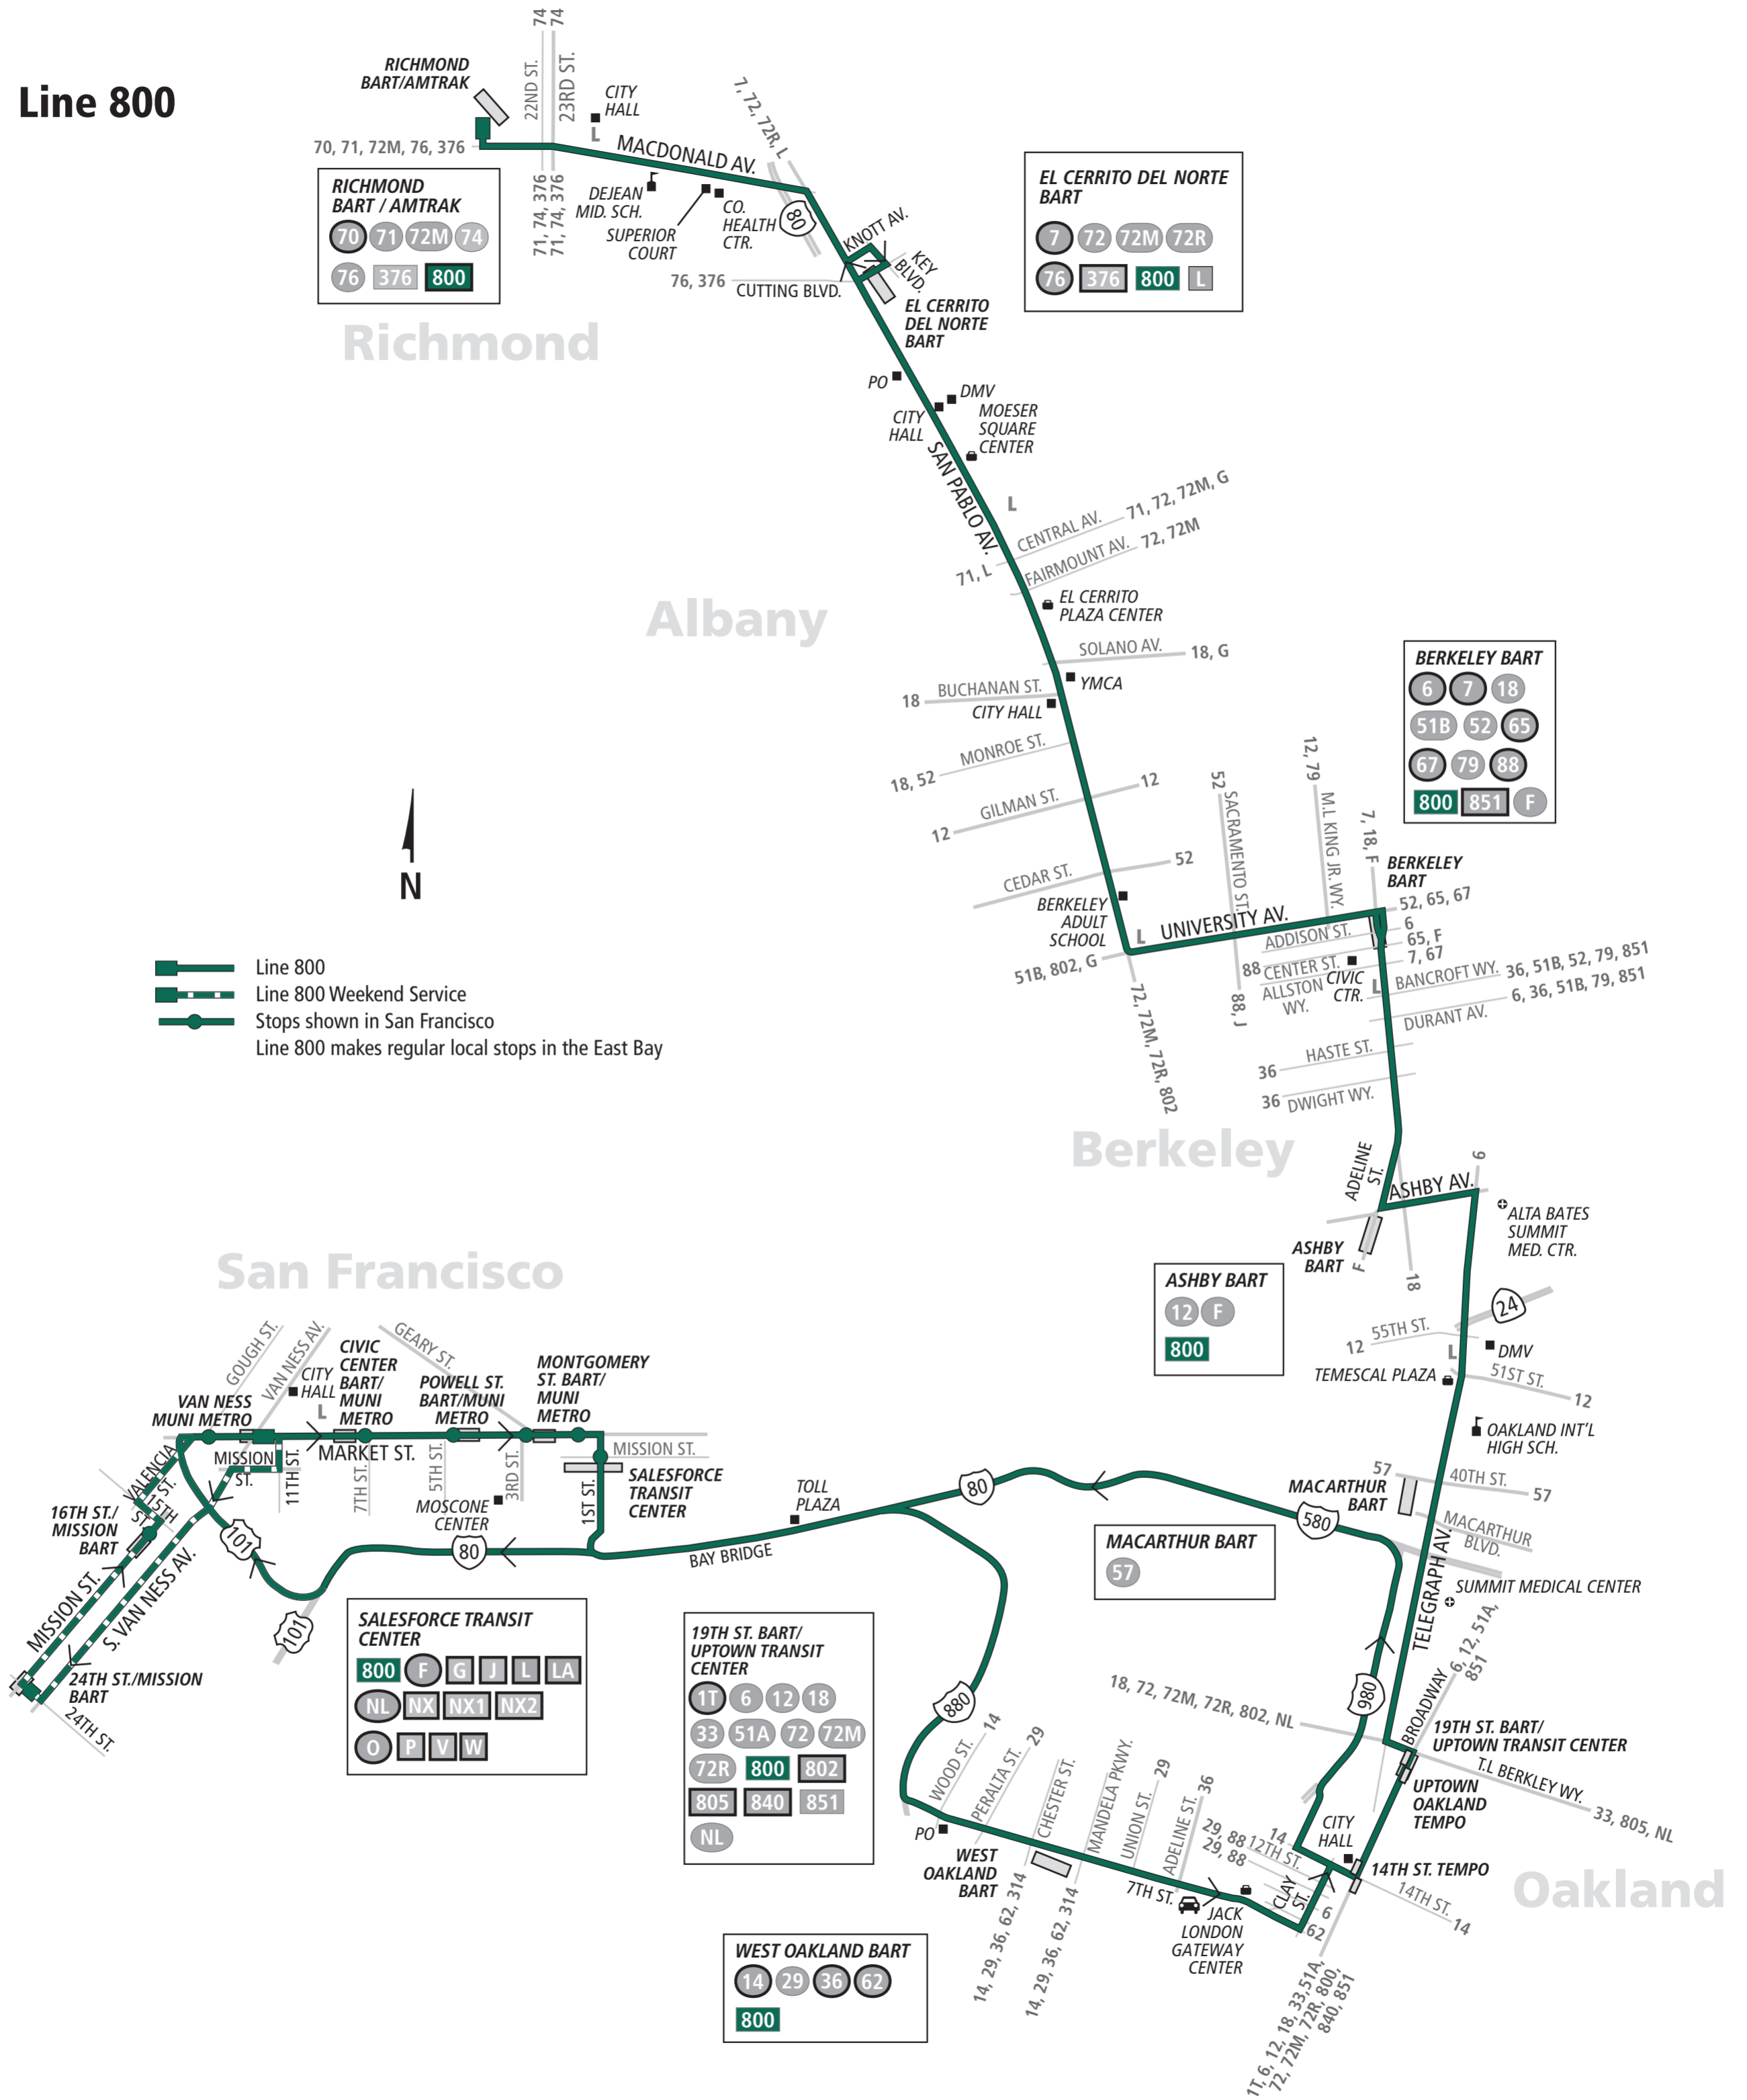 Line 800
RICHMOND
BART/AMTRAK
74
74
22ND ST.
23RD ST.
CITY
HALL
L
70, 71, 72M, 76, 376
71, 74, 376
71, 74, 376
MACDONALD AV.
7, 72, 72R, L
DEJEAN
MID. SCH.
SUPERIOR
COURT
CO.
HEALTH
CTR.
80
RICHMOND
BART / AMTRAK
70 71 72M 74
76 376 800
EL CERRITO DEL NORTE
BART
7 72 72M 72R
76 376 800 L
KNOTT AV.
KEY
BLVD.
76, 376
CUTTING BLVD.
EL CERRITO
DEL NORTE
BART
Richmond
PO
DMV
CITY
HALL
MOESER
SQUARE
CENTER
SAN PABLO AV.
L
CENTRAL AV.
71, 72, 72M, G
FAIRMOUNT AV.
72, 72M
71, L
EL CERRITO
PLAZA CENTER
Albany
SOLANO AV.
18, G
YMCA
18
BUCHANAN ST.
CITY HALL
MONROE ST.
18, 52
GILMAN ST.
12
12
CEDAR ST.
52
BERKELEY
ADULT
SCHOOL
BERKELEY BART
6 7 18
51B 52 65
67 79 88
800 851 F
52
SACRAMENTO ST.
12, 79
M.L KING JR. WY.
7, 18, F
BERKELEY
BART
52, 65, 67
6
65, F
7, 67
L
UNIVERSITY AV.
51B, 802, G
72, 72M, 72R, 802
88, J
ADDISON ST.
88
CENTER ST.
ALLSTON
WY.
CIVIC
CTR.
L
BANCROFT WY.
36, 51B, 52, 79, 851
DURANT AV.
6, 36, 51B, 79, 851
HASTE ST.
36
36
DWIGHT WY.
N
Line 800
Line 800 Weekend Service
Stops shown in San Francisco
Line 800 makes regular local stops in the East Bay
Berkeley
ADELINE
ST.
ASHBY AV.
6
ALTA BATES
SUMMIT
MED. CTR.
ASHBY
BART
F
18
ASHBY BART
12 F
800
24
55TH ST.
12
L
DMV
TEMESCAL PLAZA
51ST ST.
12
OAKLAND INT'L
HIGH SCH.
57
40TH ST.
57
MACARTHUR
BART
MACARTHUR
BLVD.
TELEGRAPH AV.
SUMMIT MEDICAL CENTER
MACARTHUR BART
57
San Francisco
GOUGH ST.
VAN NESS AV.
CITY
HALL
L
GEARY ST.
CIVIC
CENTER
BART/
MUNI
METRO
POWELL ST.
BART/MUNI
METRO
MONTGOMERY
ST. BART/
MUNI
METRO
VAN NESS
MUNI METRO
MARKET ST.
MISSION ST.
MISSION
ST.
11TH ST.
7TH ST.
5TH ST.
3RD ST.
1ST ST.
MOSCONE
CENTER
SALESFORCE
TRANSIT
CENTER
VALENCIA
ST.
15TH
ST.
16TH ST./
MISSION
BART
101
101
80
MISSION ST.
S. VAN NESS AV.
24TH ST./MISSION
BART
24TH ST.
TOLL
PLAZA
BAY BRIDGE
80
580
980
880
SALESFORCE TRANSIT
CENTER
800 F G J L LA
NL NX NX1 NX2
O P V W
19TH ST. BART/
UPTOWN TRANSIT
CENTER
1T 6 12 18
33 51A 72 72M
72R 800 802
805 840 851
NL
18, 72, 72M, 72R, 802, NL
BROADWAY
6, 12, 51A,
851
19TH ST. BART/
UPTOWN TRANSIT CENTER
T.L BERKLEY WY.
33, 805, NL
UPTOWN
OAKLAND
TEMPO
CITY
HALL
14TH ST. TEMPO
14TH ST.
14
Oakland
WOOD ST.
14
PERALTA ST.
29
CHESTER ST.
MANDELA PKWY.
UNION ST.
29
ADELINE ST.
36
14
29, 88
12TH ST.
29, 88
PO
WEST
OAKLAND
BART
7TH ST.
CLAY
ST.
6
62
JACK
LONDON
GATEWAY
CENTER
14, 29, 36, 62, 314
14, 29, 36, 62, 314
1T, 6, 12, 18, 33,51A,
72, 72M, 72R, 800,
840, 851
WEST OAKLAND BART
14 29 36 62
800